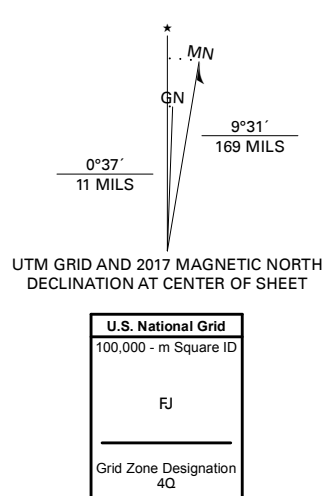 ★
MN
GN
9°31´
169 MILS
0°37´
11 MILS
UTM GRID AND 2017 MAGNETIC NORTH
DECLINATION AT CENTER OF SHEET
U.S. National Grid
100,000 - m Square ID
FJ
Grid Zone Designation
4Q